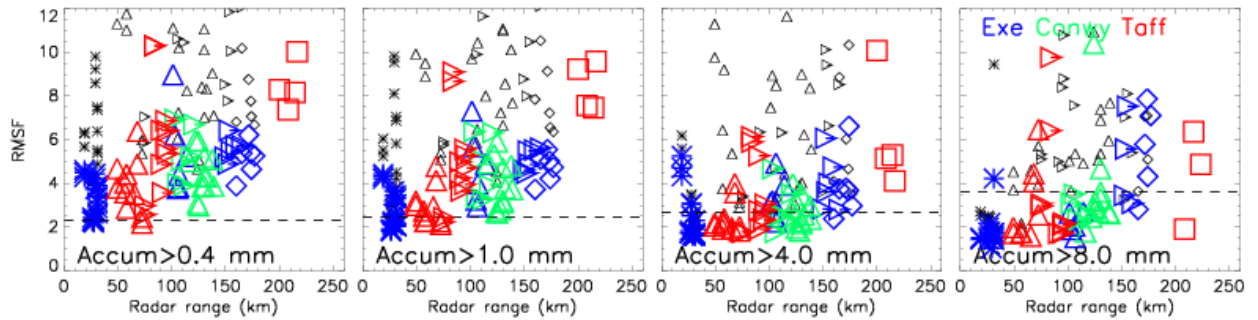 12
10
8
6
4
2
0
RMSF
Exe Conwy Taff
Accum>0.4 mm Accum>1.0 mm Accum>4.0 mm Accum>8.0 mm
0 50 100 150 200 250 0 50 100 150 200 250 0 50 100 150 200 250 0 50 100 150 200 250
Radar range (km) Radar range (km) Radar range (km) Radar range (km)